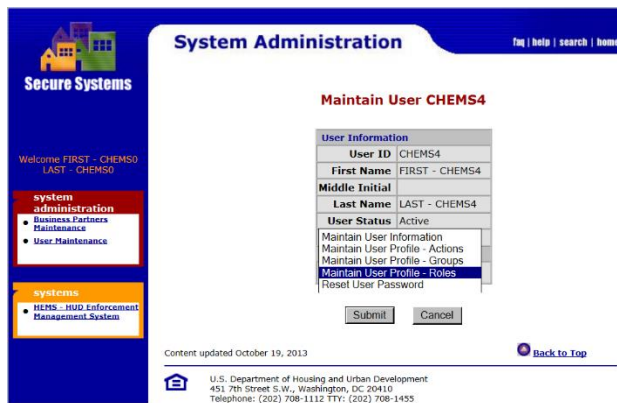 System Administration
faq | help | search | home
Secure Systems
Maintain User CHEMS4
Welcome FIRST - CHEMS0
LAST - CHEMS0
system
administration
Business Partners
Maintenance
User Maintenance
systems
HEMS - HUD Enforcement
Management System
User Information
User ID CHEMS4
First Name FIRST - CHEMS4
Middle Initial
Last Name LAST - CHEMS4
User Status Active
Maintain User Information
Maintain User Profile - Actions
Maintain User Profile - Groups
Maintain User Profile - Roles
Reset User Password
Submit Cancel
Content updated October 19, 2013
Back to Top
U.S. Department of Housing and Urban Development
451 7th Street S.W., Washington, DC 20410
Telephone: (202) 708-1112 TTY: (202) 708-1455